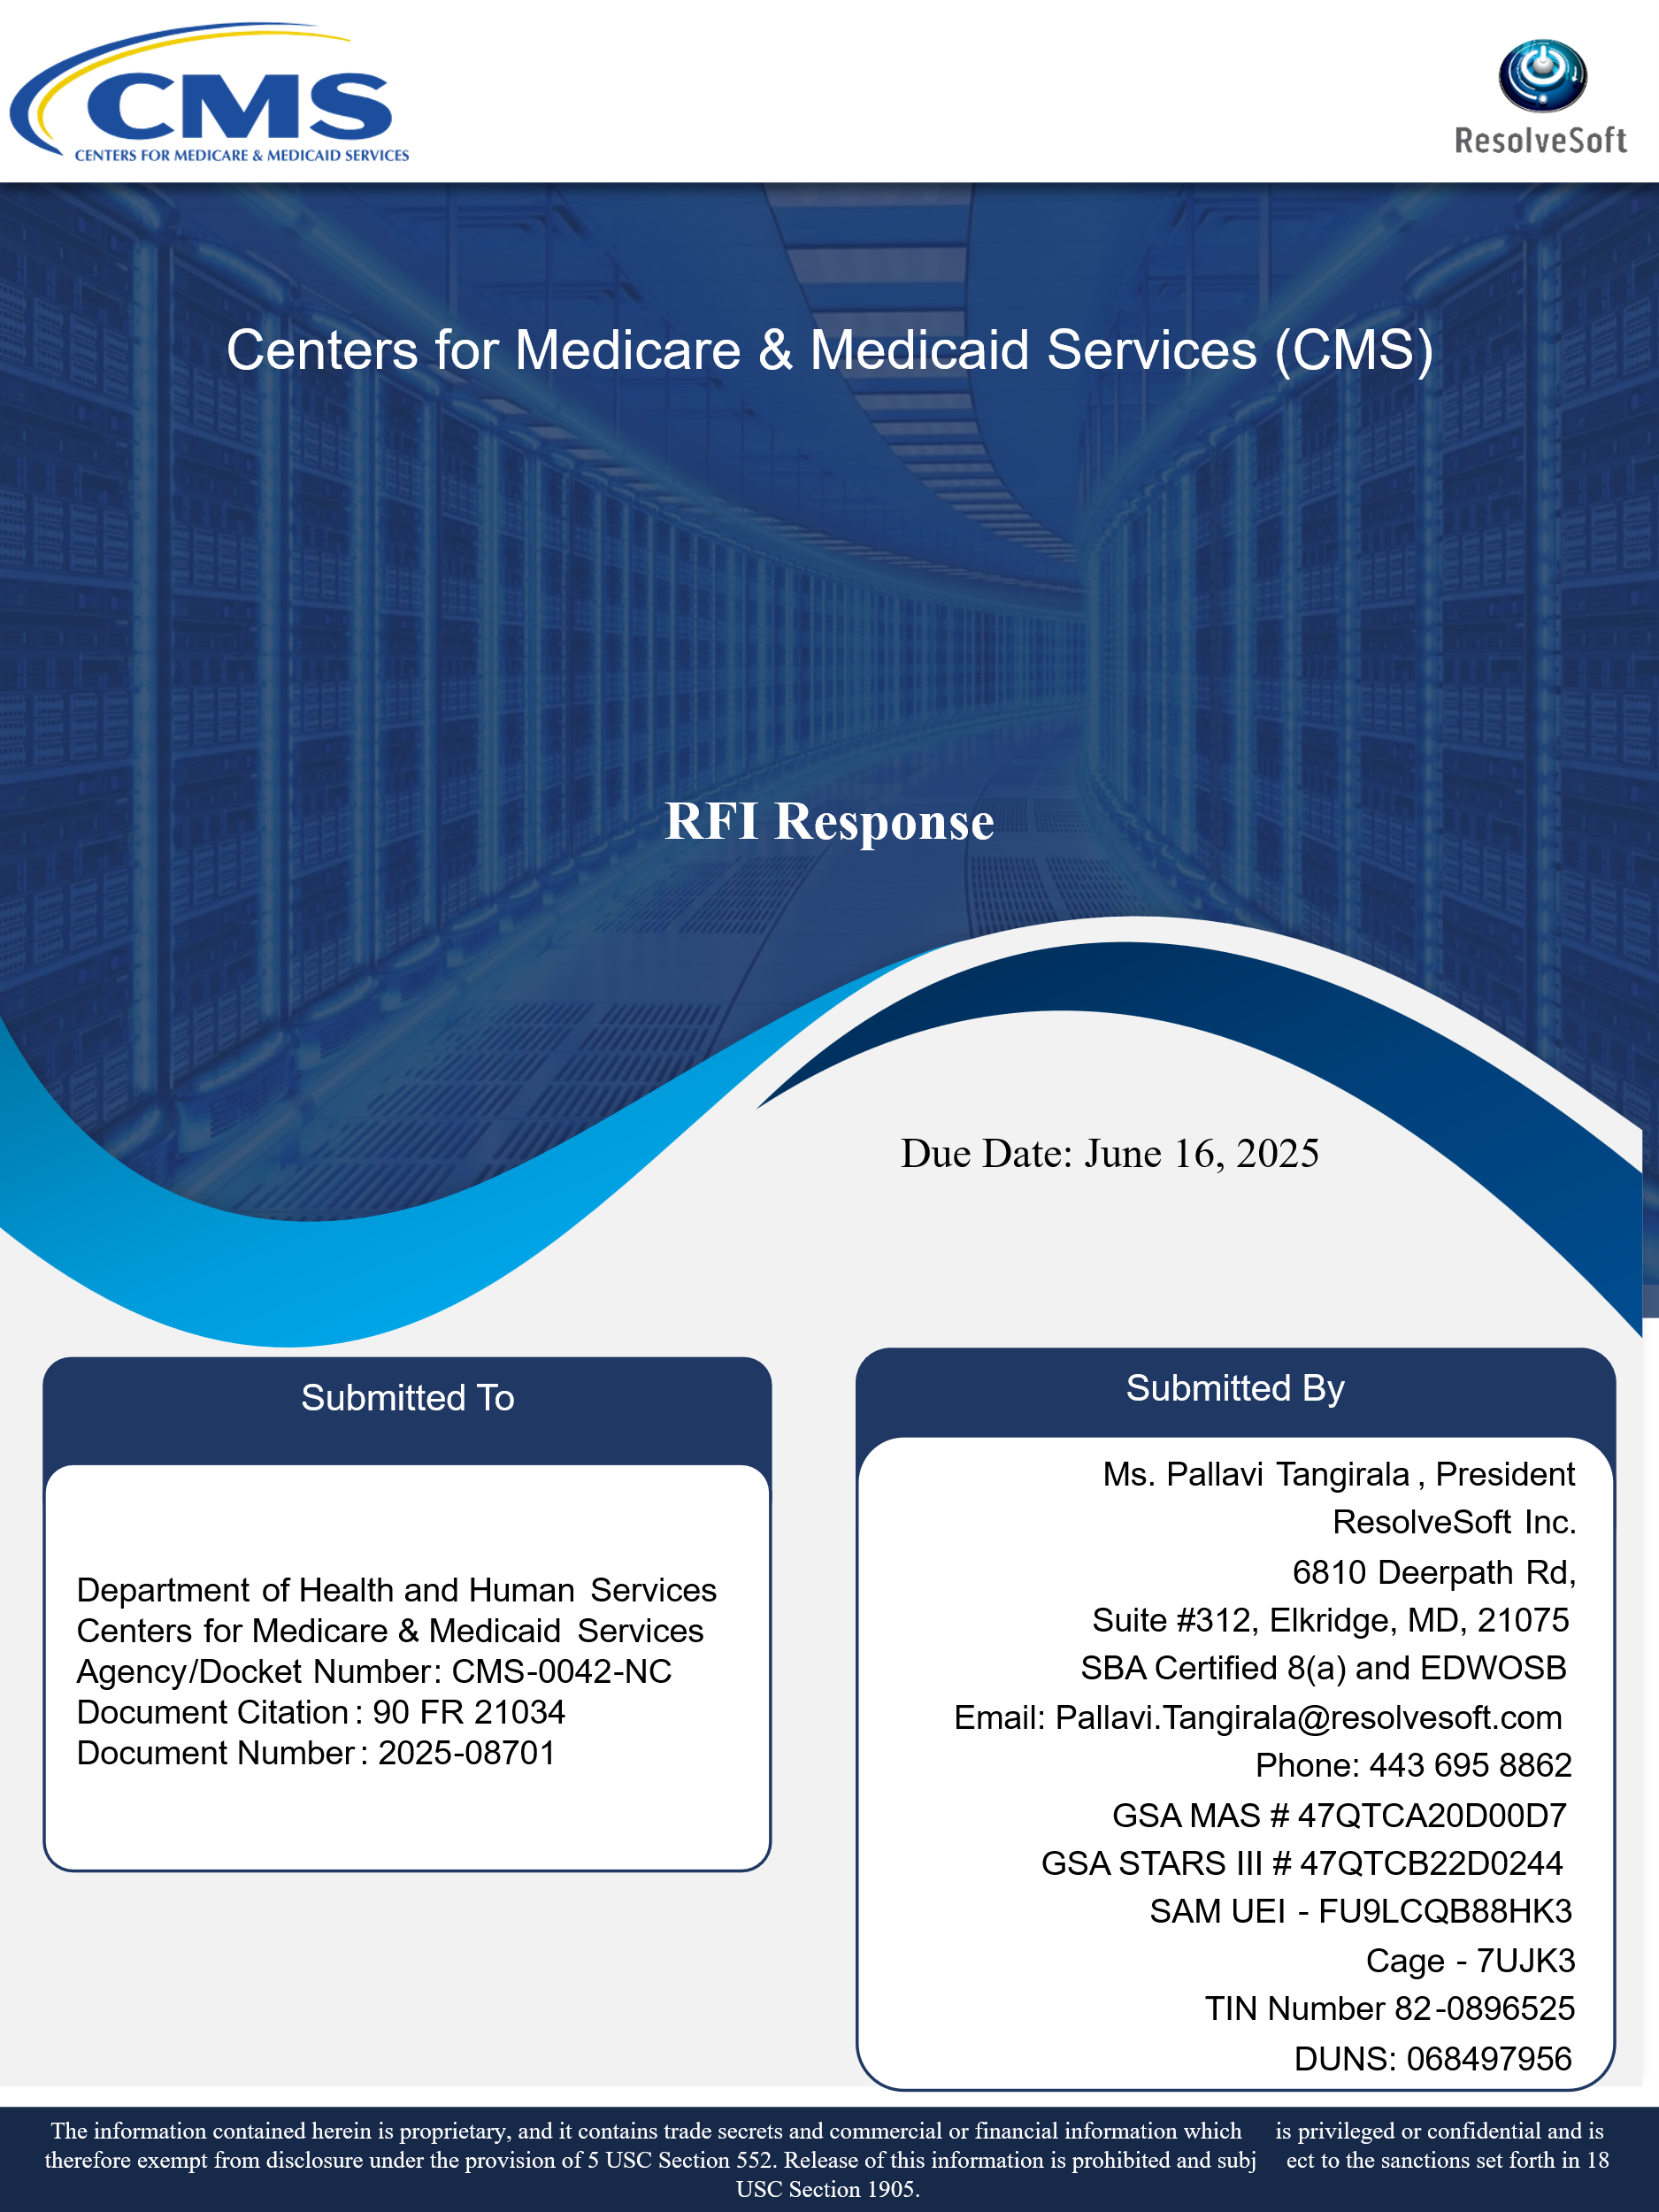 CMS
CENTERS FOR MEDICARE & MEDICAID SERVICES
ResolveSoft
Centers for Medicare & Medicaid Services (CMS)
RFI Response
Due Date: June 16, 2025
Submitted To
Department of Health and Human Services
Centers for Medicare & Medicaid Services
Agency/Docket Number: CMS-0042-NC
Document Citation: 90 FR 21034
Document Number: 2025-08701
Submitted By
Ms. Pallavi Tangirala, President
ResolveSoft Inc.
6810 Deerpath Rd,
Suite #312, Elkridge, MD, 21075
SBA Certified 8(a) and EDWOSB
Email: Pallavi.Tangirala@resolvesoft.com
Phone: 443 695 8862
GSA MAS # 47QTCA20D00D7
GSA STARS III # 47QTCB22D0244
SAM UEI - FU9LCQB88HK3
Cage - 7UJK3
TIN Number 82-0896525
DUNS: 068497956
The information contained herein is proprietary, and it contains trade secrets and commercial or financial information which is privileged or confidential and is
therefore exempt from disclosure under the provision of 5 USC Section 552. Release of this information is prohibited and subject to the sanctions set forth in 18
USC Section 1905.